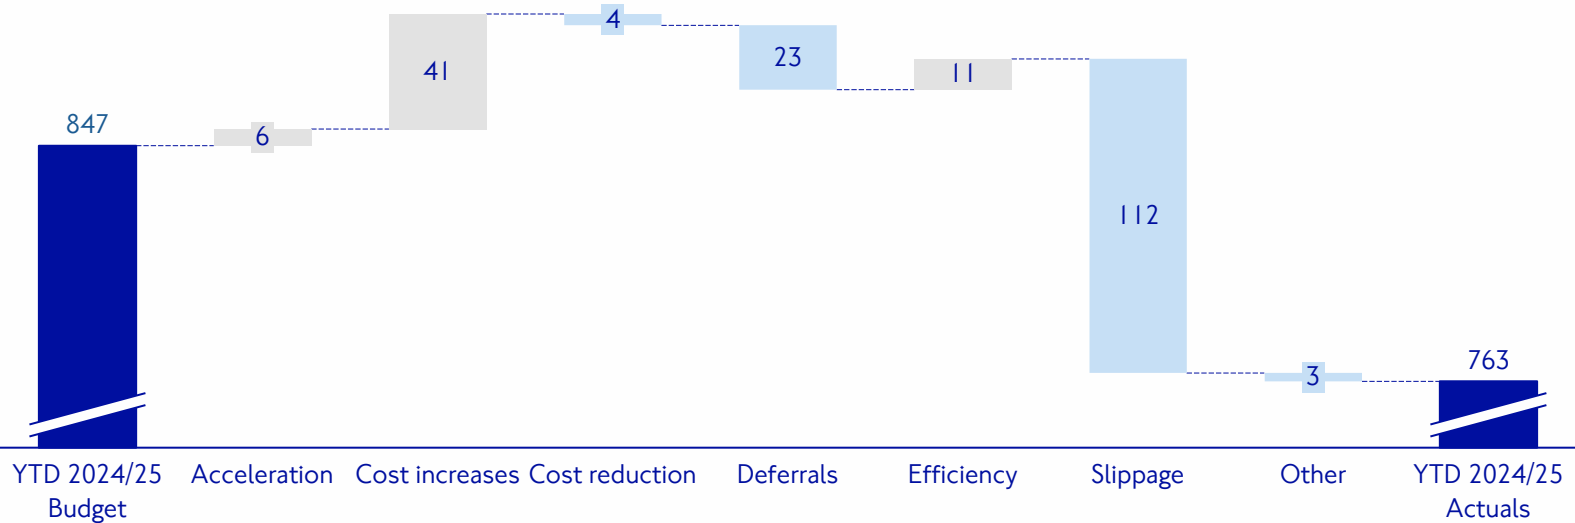 4
41
23
11
847
6
112
763
3
YTD 2024/25 Budget
Acceleration
Cost increases
Cost reduction
Deferrals
Efficiency
Slippage
Other
YTD 2024/25 Actuals